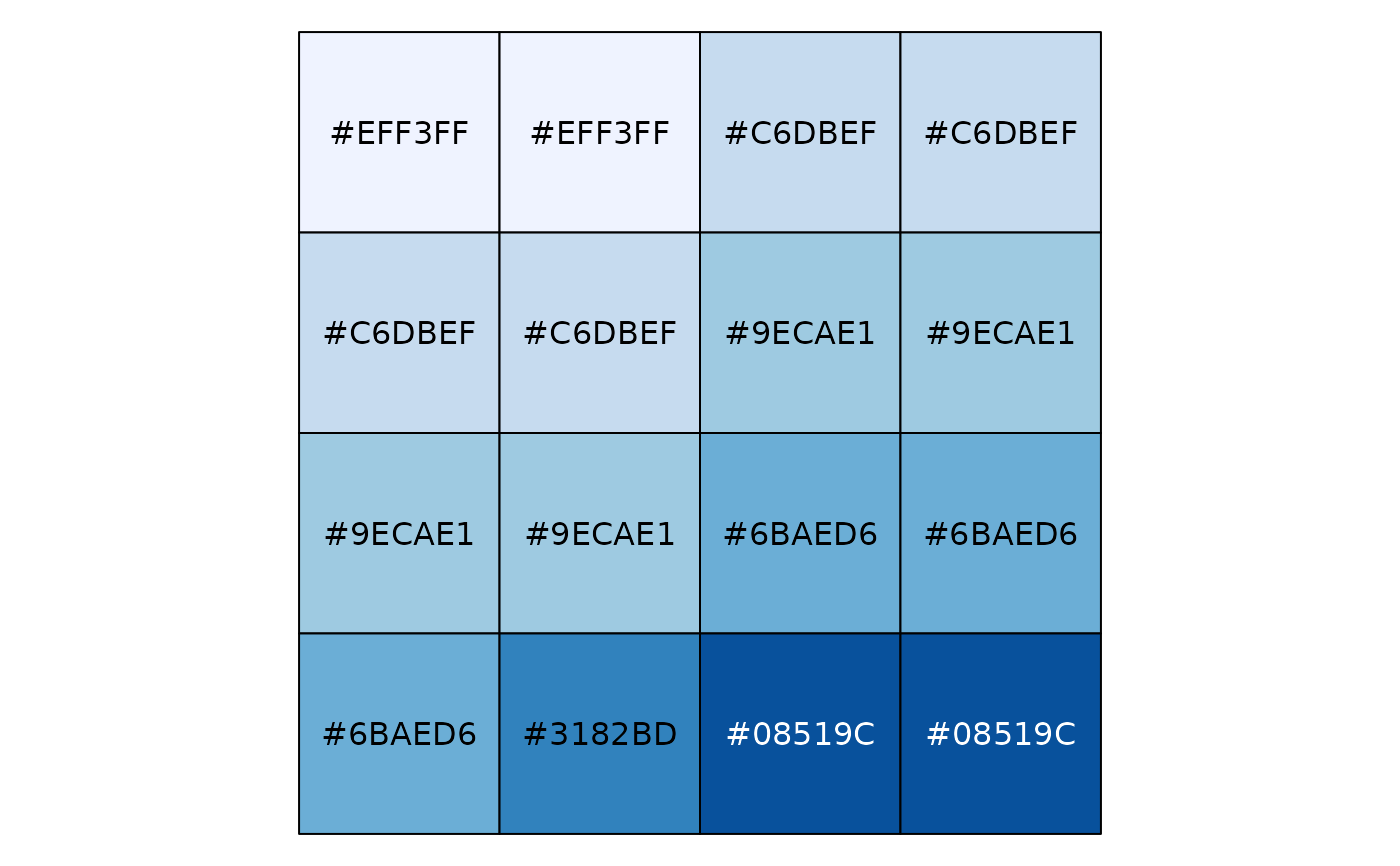 #EFF3FF #EFF3FF #C6DBEF #C6DBEF
#C6DBEF #C6DBEF #9ECAE1 #9ECAE1
#9ECAE1 #9ECAE1 #6BAED6 #6BAED6
#6BAED6 #3182BD #08519C #08519C